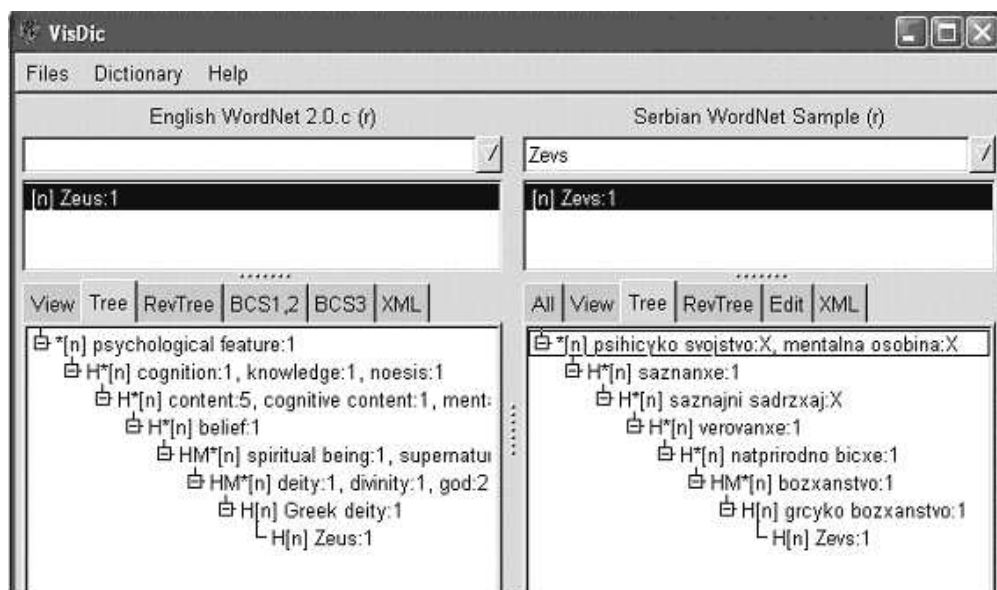 VisDic
Files Dictionary Help
English WordNet 2.0.c (r)
[n] Zeus:1
View Tree RevTree BCS1,2 BCS3 XML
*[n] psychological feature:1
H*[n] cognition:1, knowledge:1, noesis:1
H*[n] content:5, cognitive content:1, ment
H*[n] belief:1
HM*[n] spiritual being:1, supernatu
HM*[n] deity:1, divinity:1, god:2
H[n] Greek deity:1
H[n] Zeus:1
Serbian WordNet Sample (r)
Zevs
[n] Zevs:1
All View Tree RevTree Edit XML
*[n] psihicyko svojstvo:X, mentalna osobina:X
H*[n] saznanxe:1
H*[n] saznajni sadrzxaj:X
H*[n] verovanxe:1
H*[n] natprirodno bicxe:1
HM*[n] bozxanstvo:1
H[n] grcyko bozxanstvo:1
H[n] Zevs:1